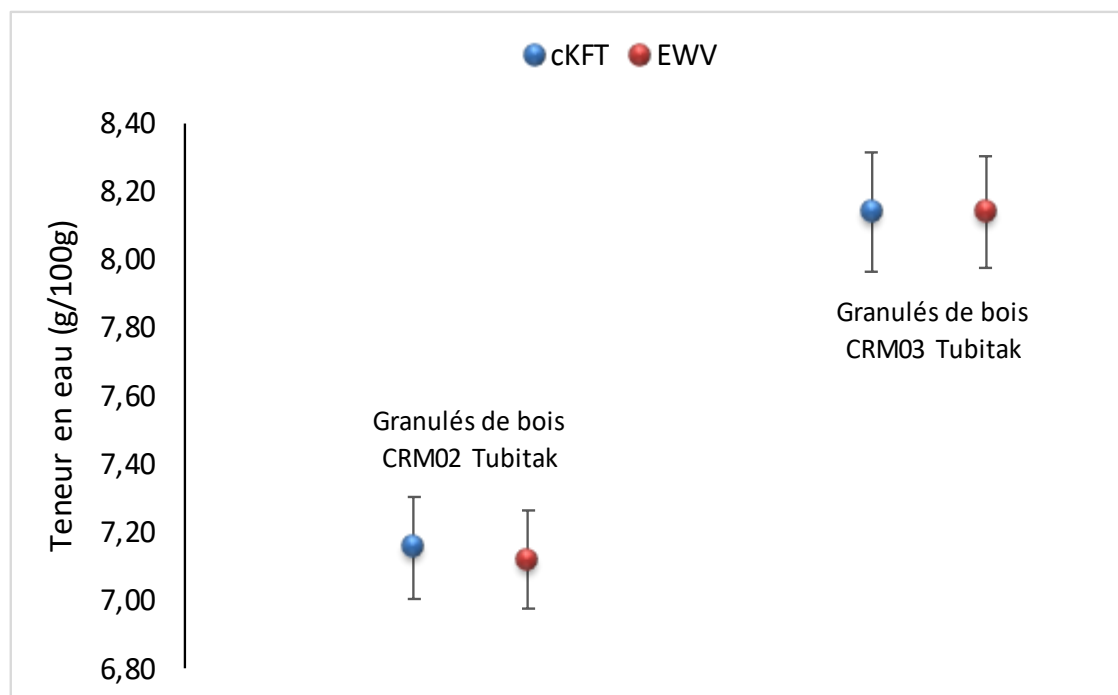 cKFT EWV
8,40
8,20
8,00
7,80
7,60
7,40
7,20
7,00
6,80
Teneur en eau (g/100g)
Granulés de bois
CRM03 Tubitak
Granulés de bois
CRM02 Tubitak